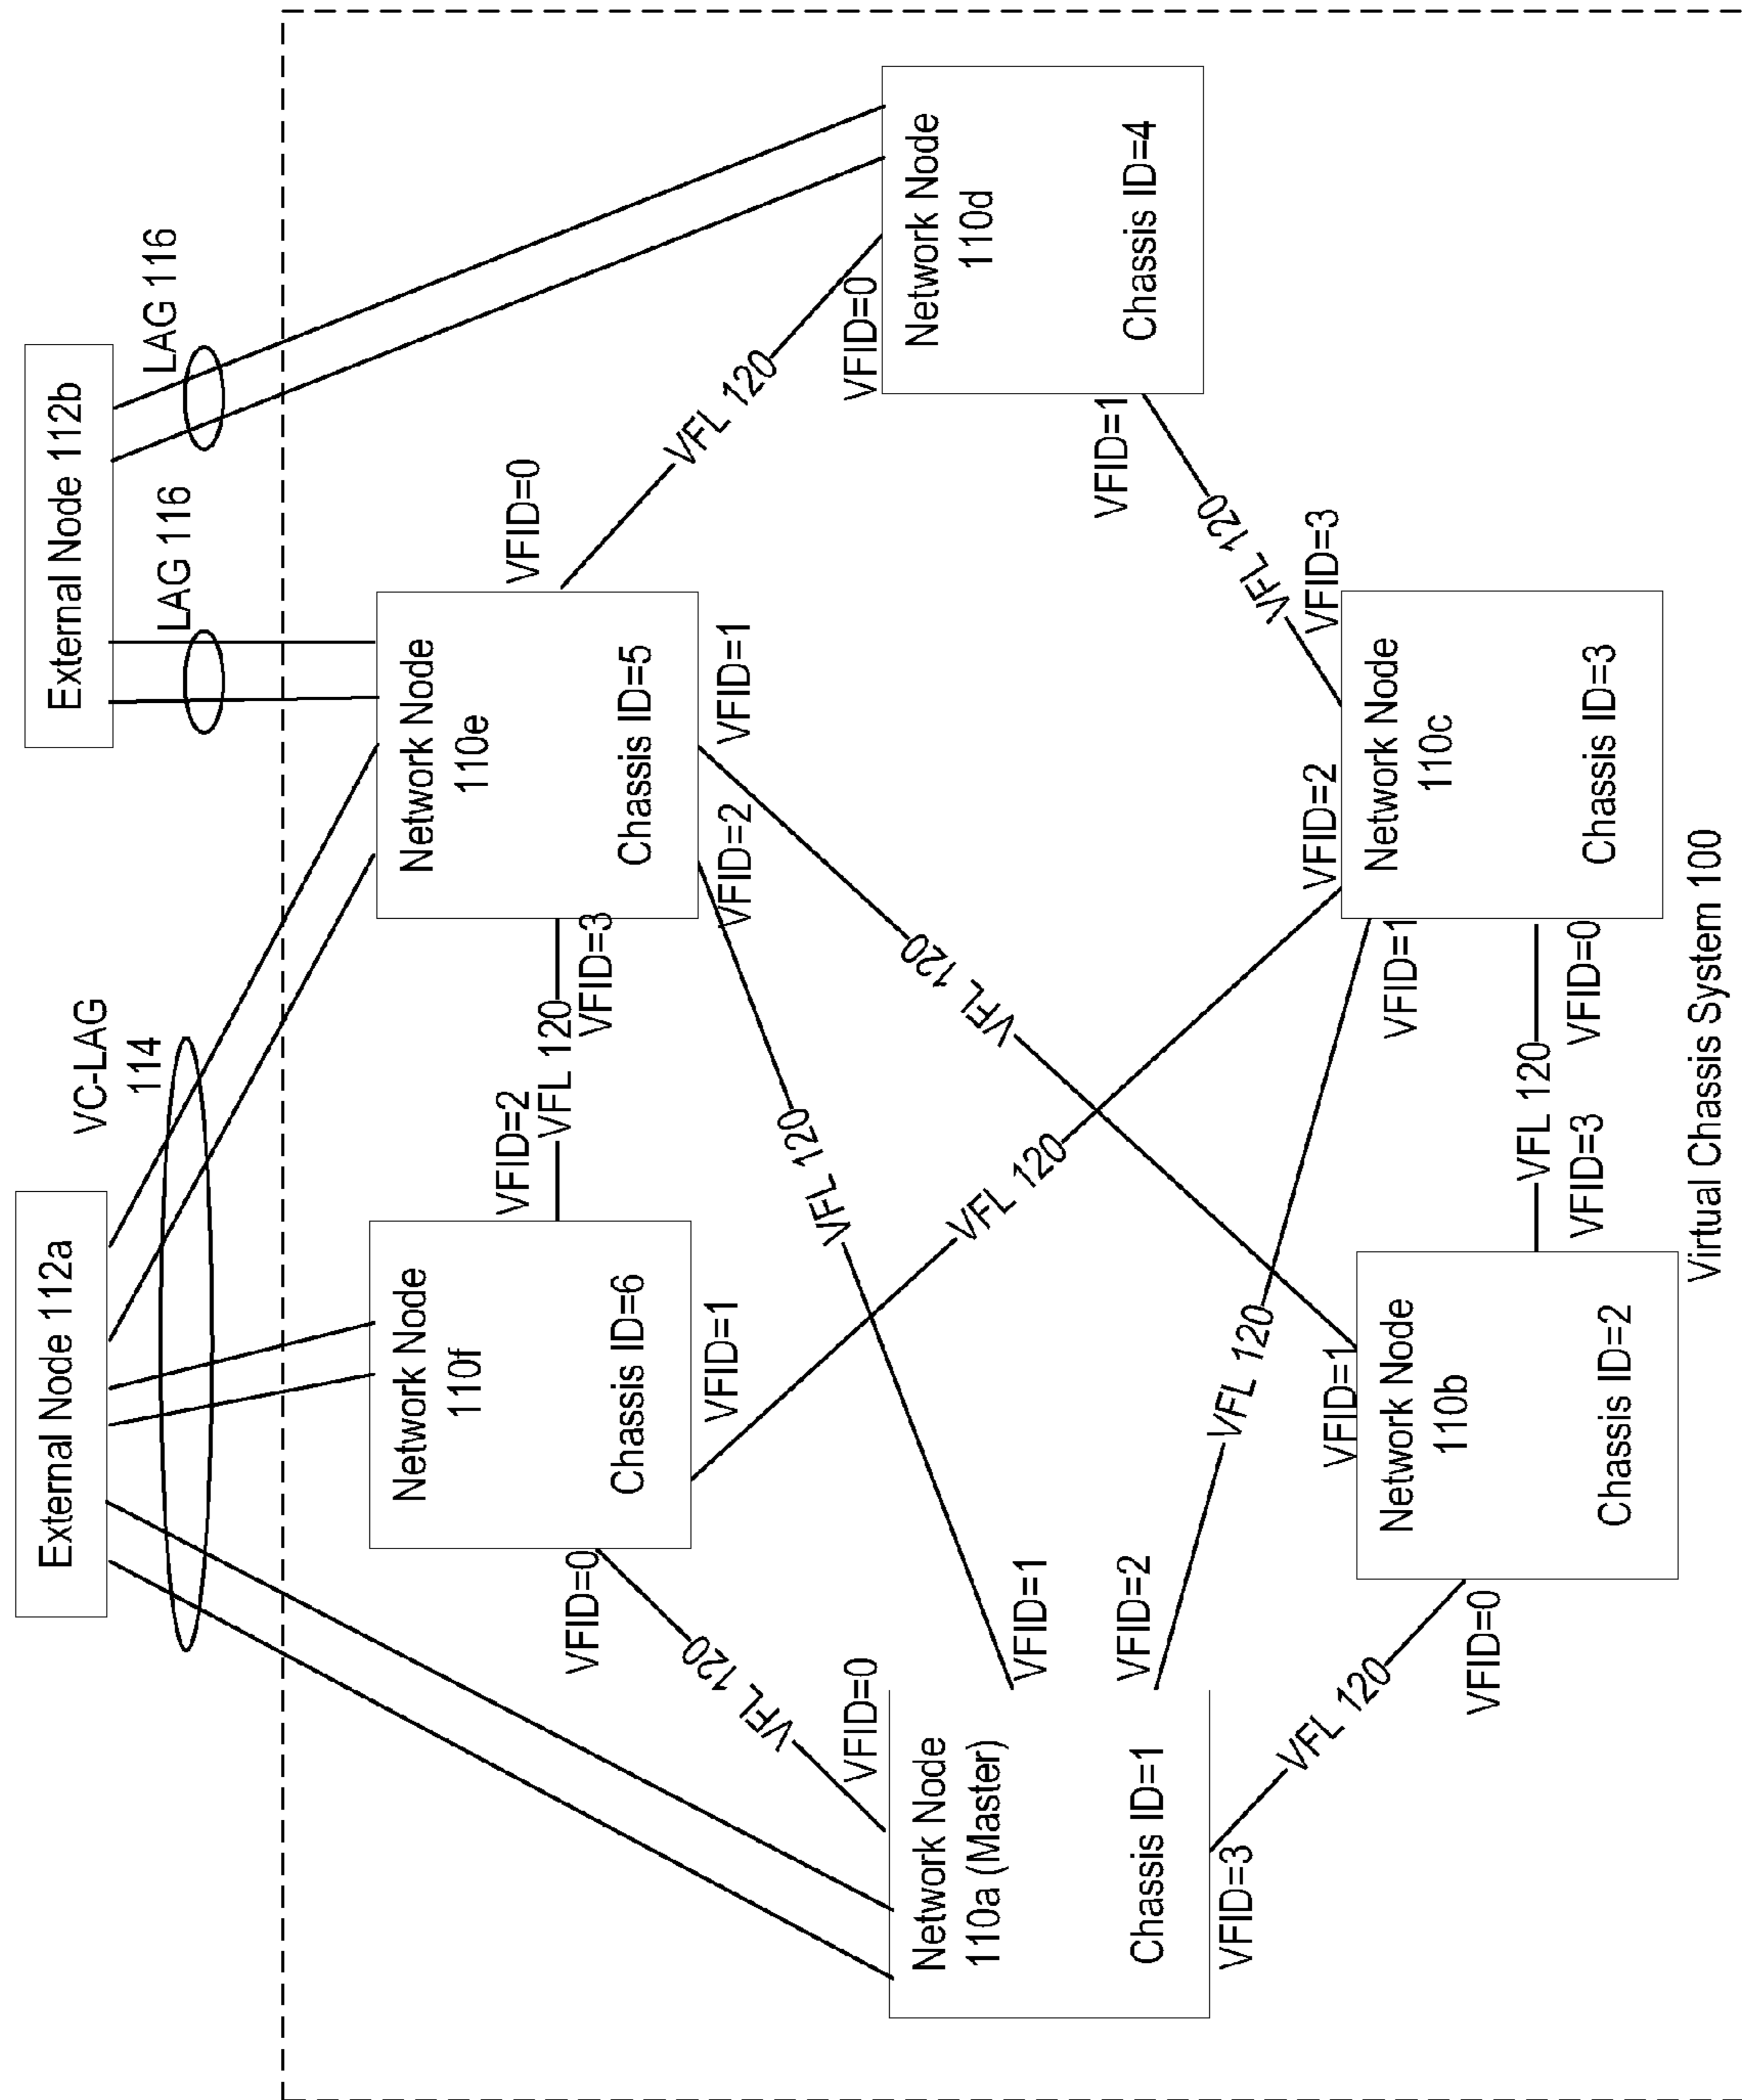 External Node 112a
External Node 112b
VC-LAG
114
LAG 116
LAG 116
Network Node
110f
Chassis ID=6
VFID=0
VFID=1
VFID=2
VFL 120
VFID=3
Network Node
110e
Chassis ID=5
VFID=2
VFID=1
VFID=0
VFL 120
VFL 120
VFID=0
VFL 120
VFL 120
VFL 120
VFID=0
Network Node
110a (Master)
Chassis ID=1
VFID=1
VFID=2
VFID=3
Network Node
110d
Chassis ID=4
VFID=1
VFL 120
VFL 120
VFL 120
VFID=0
VFID=1
Network Node
110b
Chassis ID=2
VFID=3
VFL 120
VFID=0
VFID=1
VFID=2
VFID=3
Network Node
110c
Chassis ID=3
Virtual Chassis System 100